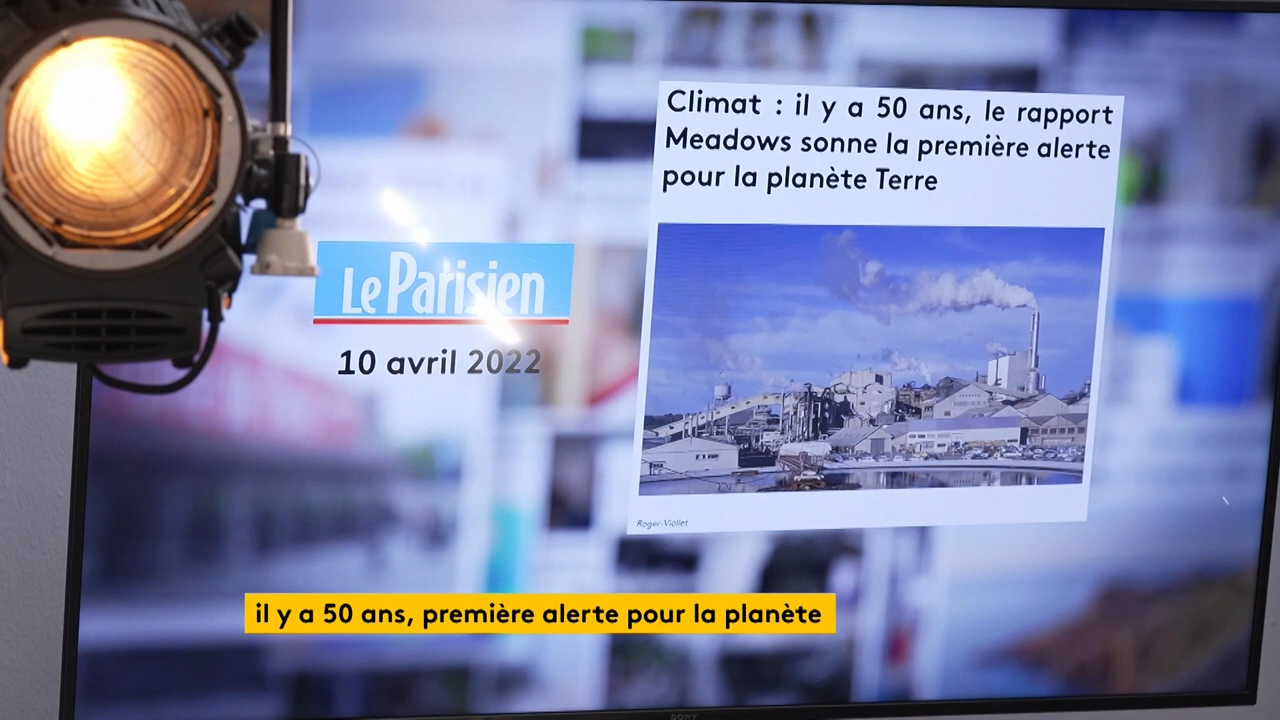 Climat : il y a 50 ans, le rapport
Meadows sonne la première alerte
pour la planète Terre
Le Parisien
10 avril 2022
Roger-Viollet
il y a 50 ans, première alerte pour la planète
SONY